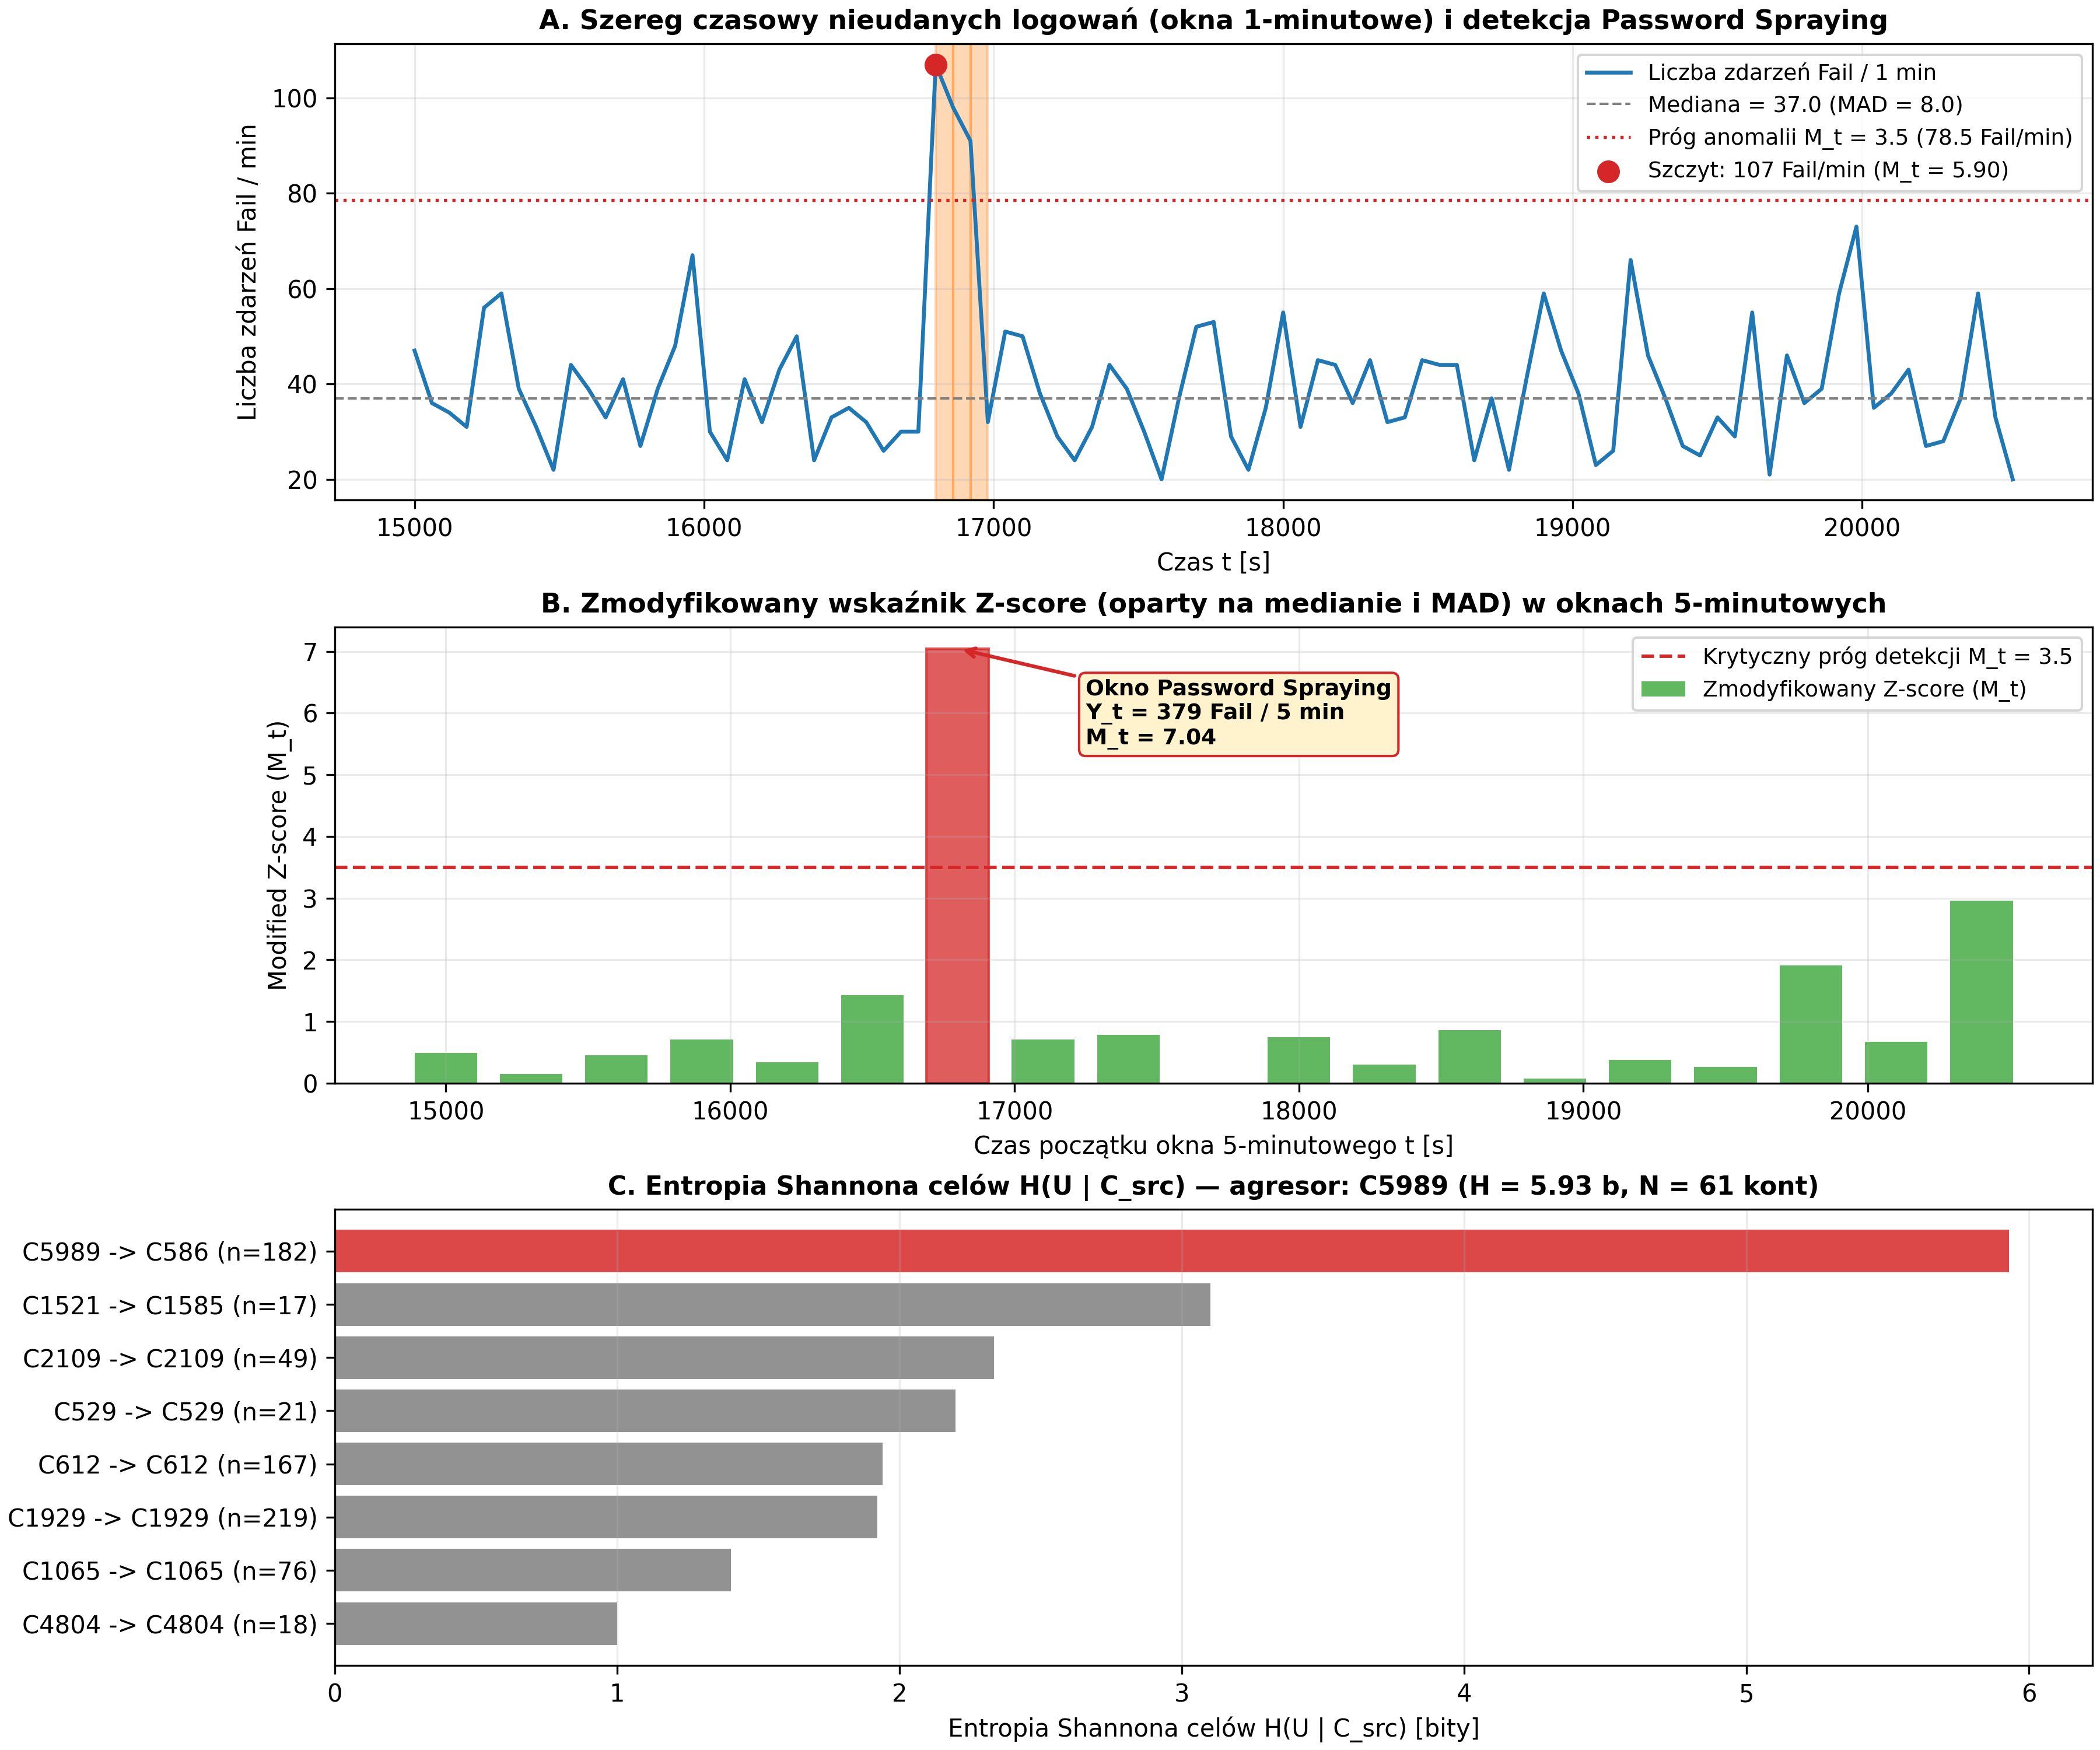 A. Szereg czasowy nieudanych logowań (okna 1-minutowe) i detekcja Password Spraying
Liczba zdarzeń Fail / min
100
80
60
40
20
Liczba zdarzeń Fail / 1 min
Mediana = 37.0 (MAD = 8.0)
Próg anomalii M_t = 3.5 (78.5 Fail/min)
Szczyt: 107 Fail/min (M_t = 5.90)
15000 16000 17000 18000 19000 20000
Czas t [s]
B. Zmodyfikowany wskaźnik Z-score (oparty na medianie i MAD) w oknach 5-minutowych
Modified Z-score (M_t)
7
6
5
4
3
2
1
0
Krytyczny próg detekcji M_t = 3.5
Zmodyfikowany Z-score (M_t)
Okno Password Spraying
Y_t = 379 Fail / 5 min
M_t = 7.04
15000 16000 17000 18000 19000 20000
Czas początku okna 5-minutowego t [s]
C. Entropia Shannona celów H(U | C_src) — agresor: C5989 (H = 5.93 b, N = 61 kont)
C5989 -> C586 (n=182)
C1521 -> C1585 (n=17)
C2109 -> C2109 (n=49)
C529 -> C529 (n=21)
C612 -> C612 (n=167)
C1929 -> C1929 (n=219)
C1065 -> C1065 (n=76)
C4804 -> C4804 (n=18)
0 1 2 3 4 5 6
Entropia Shannona celów H(U | C_src) [bity]